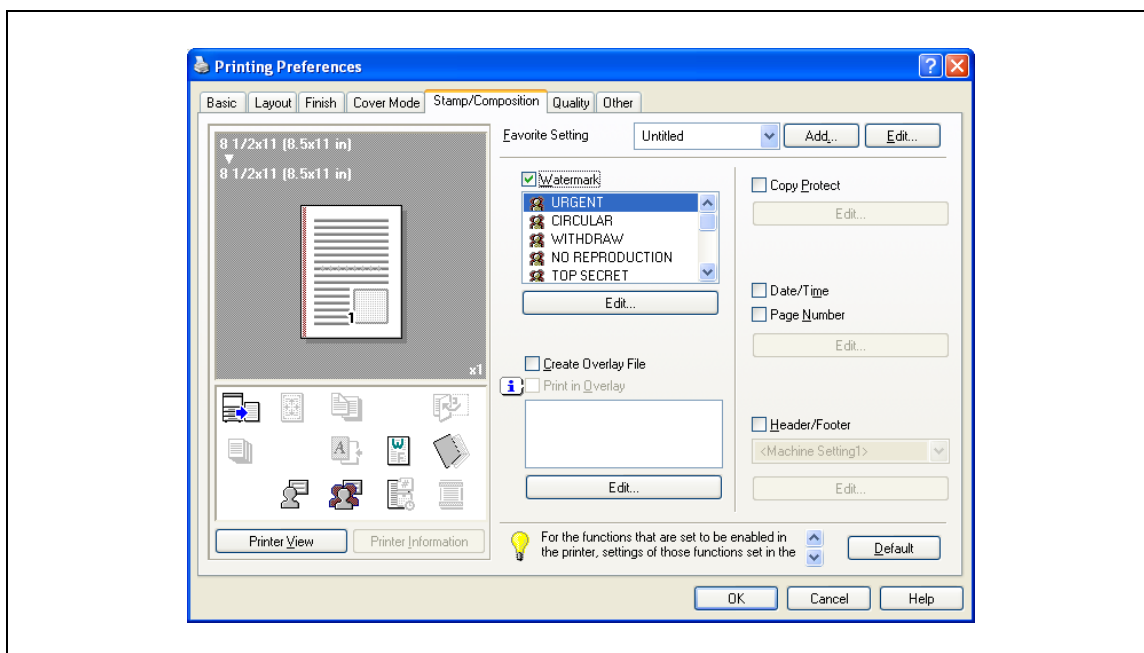 Printing Preferences
Basic Layout Finish Cover Mode Stamp/Composition Quality Other
8 1/2x11 (8.5x11 in)
8 1/2x11 (8.5x11 in)
1
x1
W
F
A
2
Printer View Printer Information
Favorite Setting Untitled Add... Edit...
Watermark
URGENT
CIRCULAR
WITHDRAW
NO REPRODUCTION
TOP SECRET
Edit...
Create Overlay File
i Print in Overlay
Edit...
Copy Protect
Edit...
Date/Time
Page Number
Edit...
Header/Footer
<Machine Setting1>
Edit...
For the functions that are set to be enabled in
the printer, settings of those functions set in the
Default
OK Cancel Help